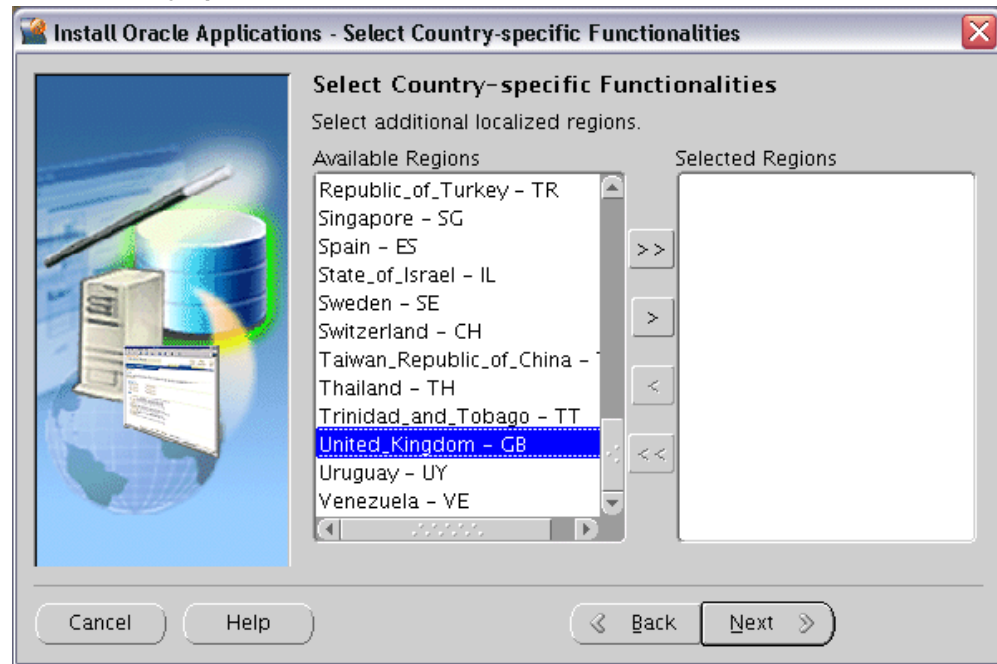 Install Oracle Applications - Select Country-specific Functionalities
Select Country-specific Functionalities
Select additional localized regions.
Available Regions
Selected Regions
Republic_of_Turkey - TR
Singapore - SG
Spain - ES
State_of_Israel - IL
Sweden - SE
Switzerland - CH
Taiwan_Republic_of_China -
Thailand - TH
Trinidad_and_Tobago - TT
United_Kingdom - GB
Uruguay - UY
Venezuela - VE
>>
>
<
<<
Cancel
Help
Back
Next